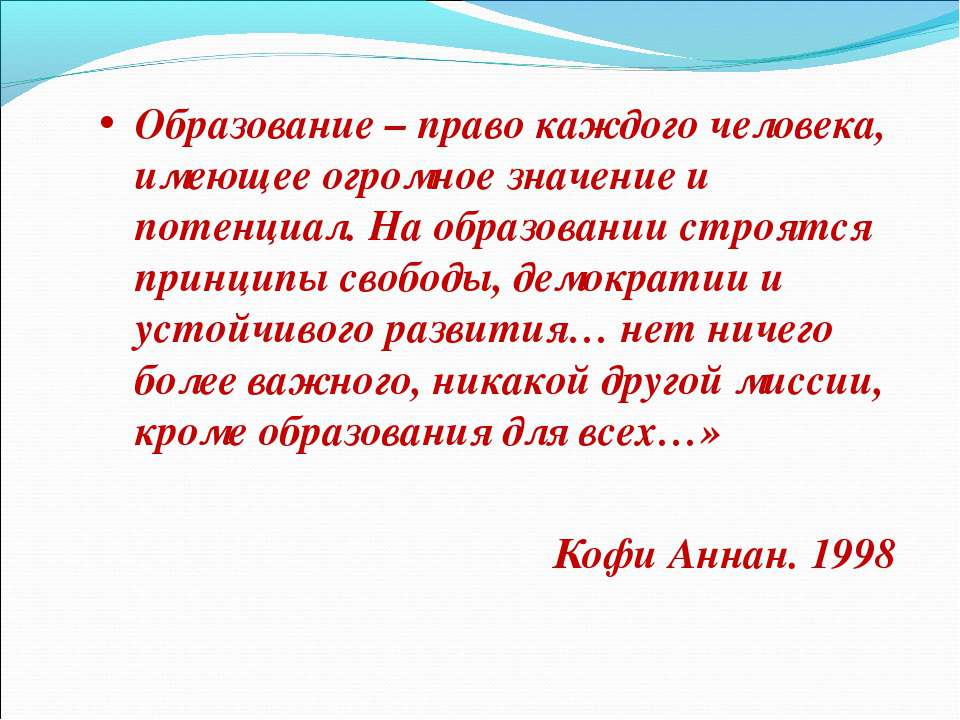 • Образование – право каждого человека,
имеющее огромное значение и
потенциал. На образовании строятся
принципы свободы, демократии и
устойчивого развития… нет ничего
более важного, никакой другой миссии,
кроме образования для всех…»
Кофи Аннан. 1998